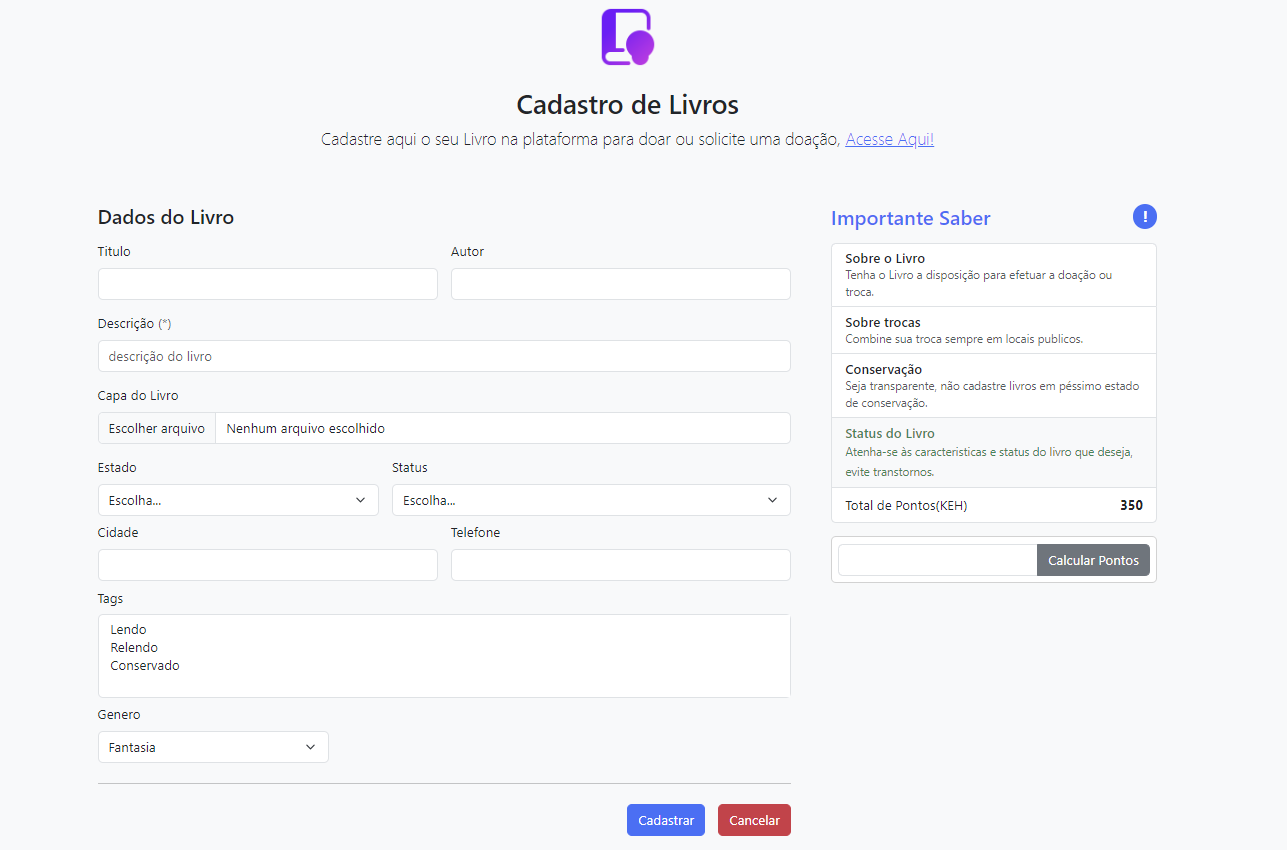 Cadastro de Livros
Cadastre aqui o seu Livro na plataforma para doar ou solicite uma doação, Acesse Aqui!
Dados do Livro
Titulo
Autor
Descrição (*)
descrição do livro
Capa do Livro
Escolher arquivo
Nenhum arquivo escolhido
Estado
Status
Escolha...
Escolha...
Cidade
Telefone
Tags
Lendo
Relendo
Conservado
Genero
Fantasia
Cadastrar
Cancelar
Importante Saber
!
Sobre o Livro
Tenha o Livro a disposição para efetuar a doação ou
troca.
Sobre trocas
Combine sua troca sempre em locais publicos.
Conservação
Seja transparente, não cadastre livros em péssimo estado
de conservação.
Status do Livro
Atenha-se às caracteristicas e status do livro que deseja,
evite transtornos.
Total de Pontos(KEH)
350
Calcular Pontos